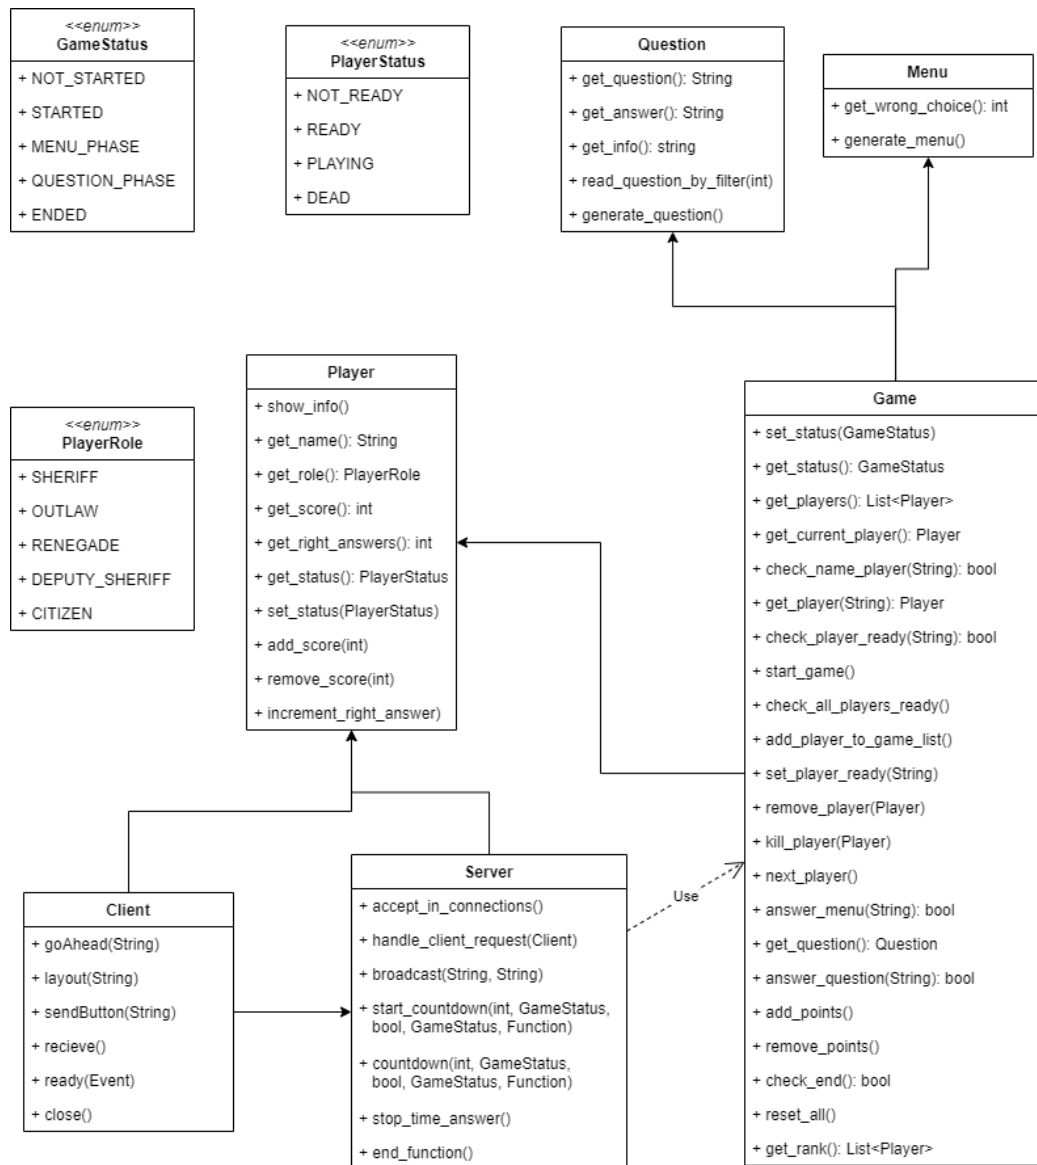 <<enum>>
GameStatus
+ NOT_STARTED
+ STARTED
+ MENU_PHASE
+ QUESTION_PHASE
+ ENDED
<<enum>>
PlayerStatus
+ NOT_READY
+ READY
+ PLAYING
+ DEAD
Question
+ get_question(): String
+ get_answer(): String
+ get_info(): string
+ read_question_by_filter(int)
+ generate_question()
Menu
+ get_wrong_choice(): int
+ generate_menu()
<<enum>>
PlayerRole
+ SHERIFF
+ OUTLAW
+ RENEGADE
+ DEPUTY_SHERIFF
+ CITIZEN
Player
+ show_info()
+ get_name(): String
+ get_role(): PlayerRole
+ get_score(): int
+ get_right_answers(): int
+ get_status(): PlayerStatus
+ set_status(PlayerStatus)
+ add_score(int)
+ remove_score(int)
+ increment_right_answer)
Game
+ set_status(GameStatus)
+ get_status(): GameStatus
+ get_players(): List<Player>
+ get_current_player(): Player
+ check_name_player(String): bool
+ get_player(String): Player
+ check_player_ready(String): bool
+ start_game()
+ check_all_players_ready()
+ add_player_to_game_list()
+ set_player_ready(String)
+ remove_player(Player)
+ kill_player(Player)
+ next_player()
+ answer_menu(String): bool
+ get_question(): Question
+ answer_question(String): bool
+ add_points()
+ remove_points()
+ check_end(): bool
+ reset_all()
+ get_rank(): List<Player>
Client
+ goAhead(String)
+ layout(String)
+ sendButton(String)
+ recieve()
+ ready(Event)
+ close()
Server
+ accept_in_connections()
+ handle_client_request(Client)
+ broadcast(String, String)
+ start_countdown(int, GameStatus,
bool, GameStatus, Function)
+ countdown(int, GameStatus,
bool, GameStatus, Function)
+ stop_time_answer()
+ end_function()
Use